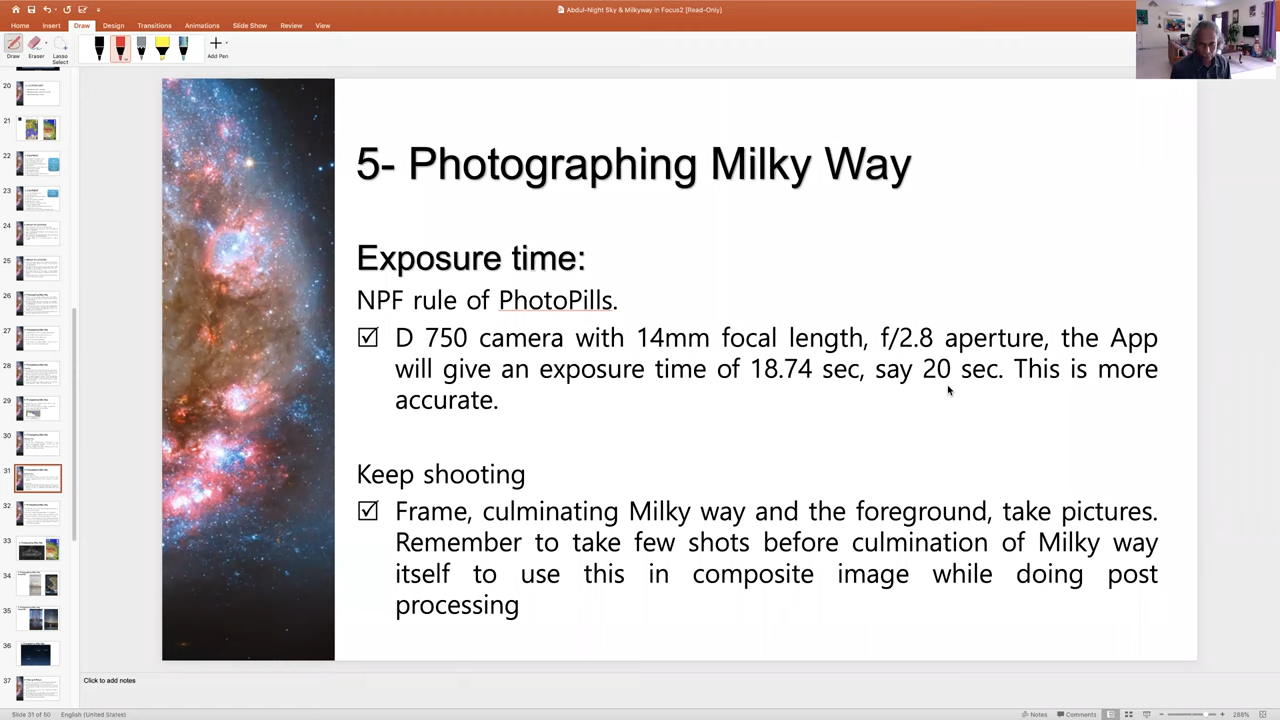 Abdul-Night Sky & Milkyway in Focus2 [Read-Only]
Home Insert Draw Design Transitions Animations Slide Show Review View
Draw Eraser Lasso Select Add Pen
5- Photographing Milky Way
Exposure time:
NPF rule of PhotoPills.
☑ D 750 camera with 14mm focal length, f/2.8 aperture, the App
will give an exposure time of 18.74 sec, say 20 sec. This is more
accurate.
Keep shooting
☑ Frame, culminating Milky way and the foreground, take pictures.
Remember to take few shots before culmination of Milky way
itself to use this in composite image while doing post
processing
21
25
27
37
Click to add notes
Slide 31 of 50 English (United States) Notes Comments 288%